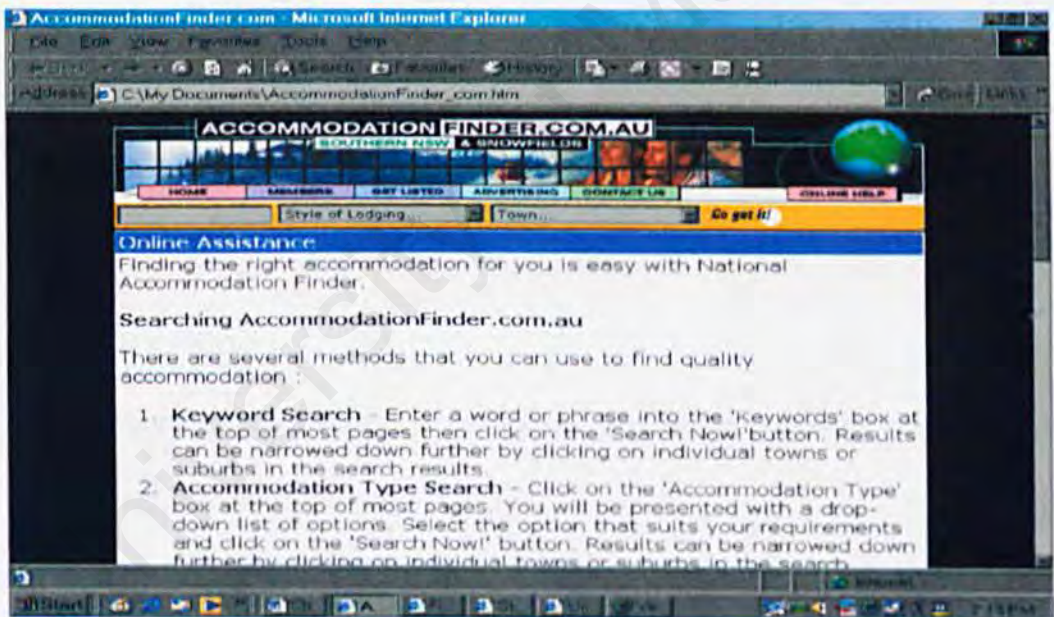 AccommodationFinder com - Microsoft Internet Explorer
File Edit View Favorites Tools Help
Search Favorites History
Address C:\My Documents\AccommodationFinder_com.htm Links
ACCOMMODATION FINDER.COM.AU
SOUTHERN NSW & SNOWFIELDS
HOME MEMBERS GET LISTED ADVERTISING CONTACT US ONLINE HELP
Style of Lodging... Town... Go get it!
Online Assistance
Finding the right accommodation for you is easy with National
Accommodation Finder.
Searching AccommodationFinder.com.au
There are several methods that you can use to find quality
accommodation :
1. Keyword Search - Enter a word or phrase into the 'Keywords' box at
the top of most pages then click on the 'Search Now!'button. Results
can be narrowed down further by clicking on individual towns or
suburbs in the search results.
2. Accommodation Type Search - Click on the 'Accommodation Type'
box at the top of most pages. You will be presented with a drop-
down list of options. Select the option that suits your requirements
and click on the 'Search Now!' button. Results can be narrowed down
further by clicking on individual towns or suburbs in the search
Start